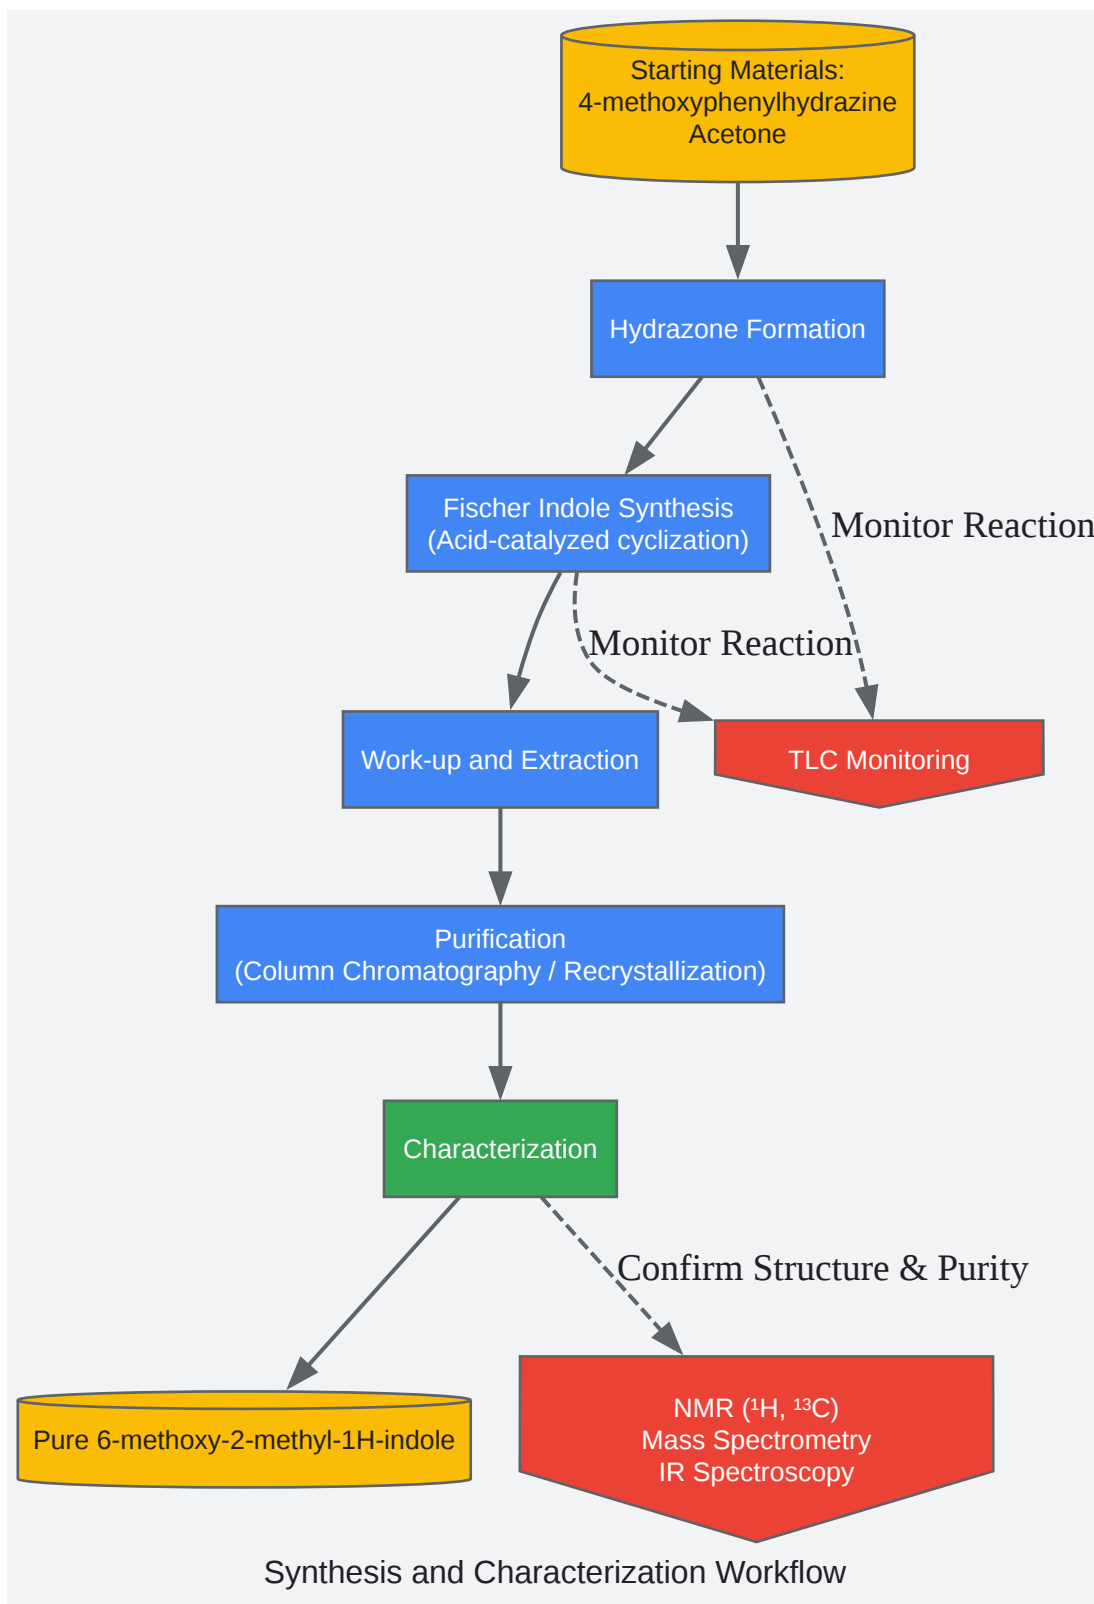 Starting Materials:
4-methoxyphenylhydrazine
Acetone
Hydrazone Formation
Fischer Indole Synthesis
(Acid-catalyzed cyclization)
Monitor Reaction
Monitor Reaction
Work-up and Extraction
TLC Monitoring
Purification
(Column Chromatography / Recrystallization)
Characterization
Confirm Structure & Purity
Pure 6-methoxy-2-methyl-1H-indole
NMR (¹H, ¹³C)
Mass Spectrometry
IR Spectroscopy
Synthesis and Characterization Workflow